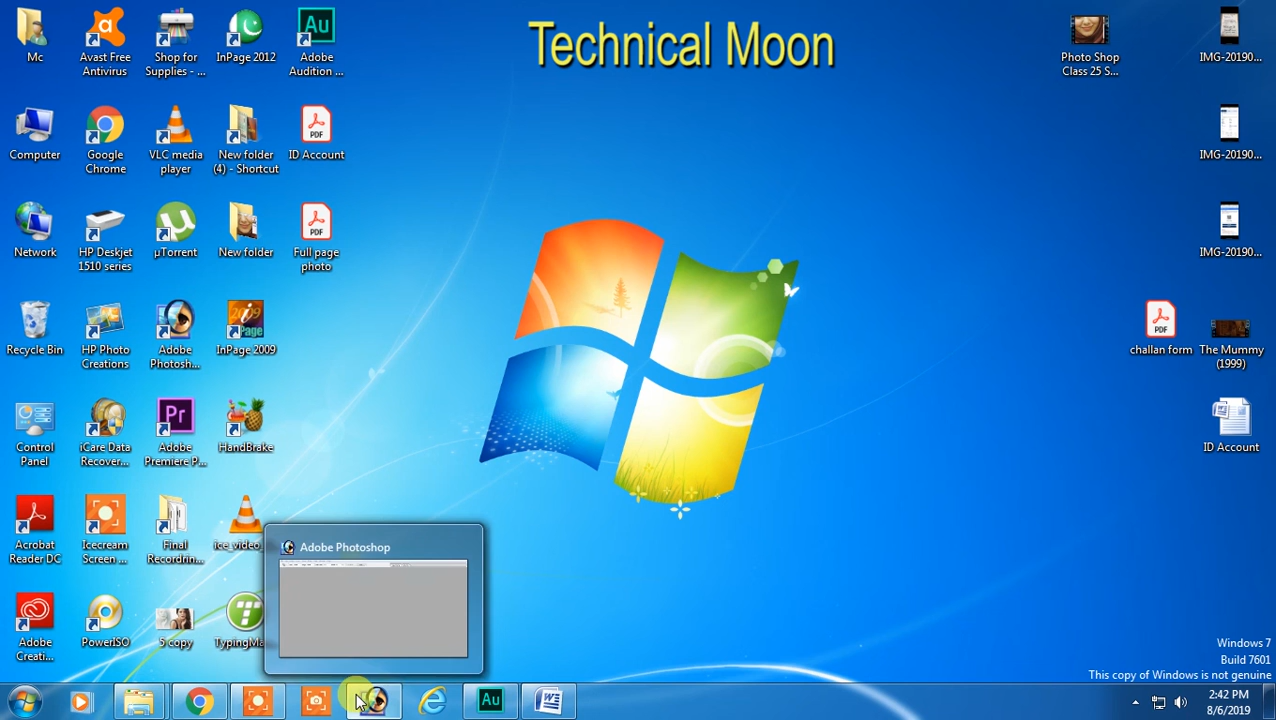 Technical Moon
Mc
Avast Free
Antivirus
Shop for
Supplies - ...
InPage 2012
Au
Adobe
Audition ...
Photo Shop
Class 25 S...
IMG-20190...
Computer
Google
Chrome
VLC media
player
New folder
(4) - Shortcut
PDF
ID Account
IMG-20190...
Network
HP Deskjet
1510 series
µTorrent
New folder
PDF
Full page
photo
IMG-20190...
Recycle Bin
HP Photo
Creations
Adobe
Photosh...
InPage 2009
PDF
challan form
The Mummy
(1999)
Control
Panel
iCare Data
Recover...
Pr
Adobe
Premiere P...
HandBrake
ID Account
Acrobat
Reader DC
Icecream
Screen ...
Final
Recordrin...
ice_video_
Adobe Photoshop
Adobe
Creati...
PowerISO
5 copy
TypingMa
Windows 7
Build 7601
This copy of Windows is not genuine
Au
2:42 PM
8/6/2019